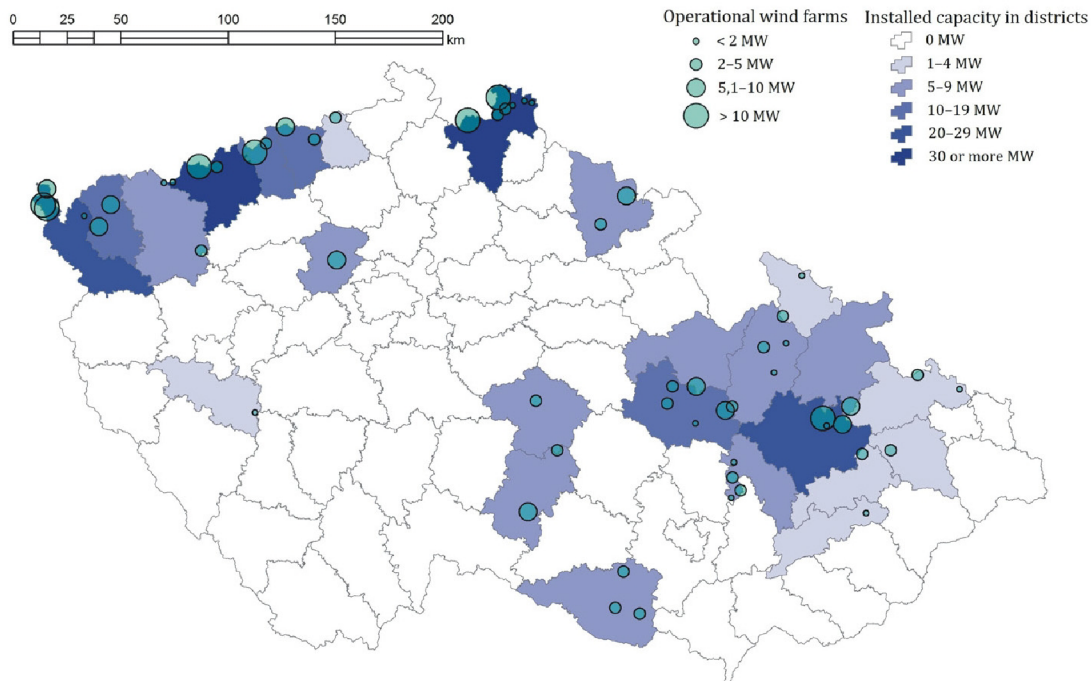 0 25 50 100 150 200
km
Operational wind farms
< 2 MW
2–5 MW
5,1–10 MW
> 10 MW
Installed capacity in districts
0 MW
1–4 MW
5–9 MW
10–19 MW
20–29 MW
30 or more MW